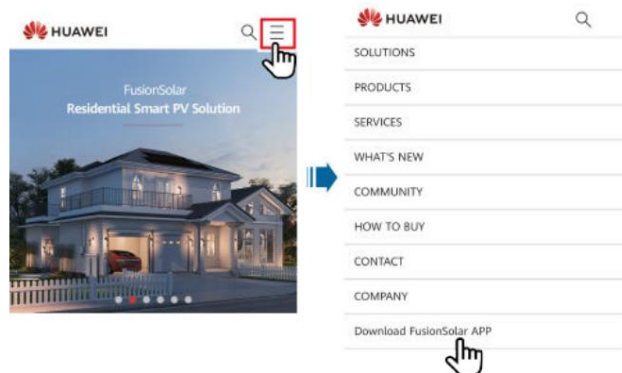 HUAWEI
FusionSolar
Residential Smart PV Solution
HUAWEI
SOLUTIONS
PRODUCTS
SERVICES
WHAT'S NEW
COMMUNITY
HOW TO BUY
CONTACT
COMPANY
Download FusionSolar APP